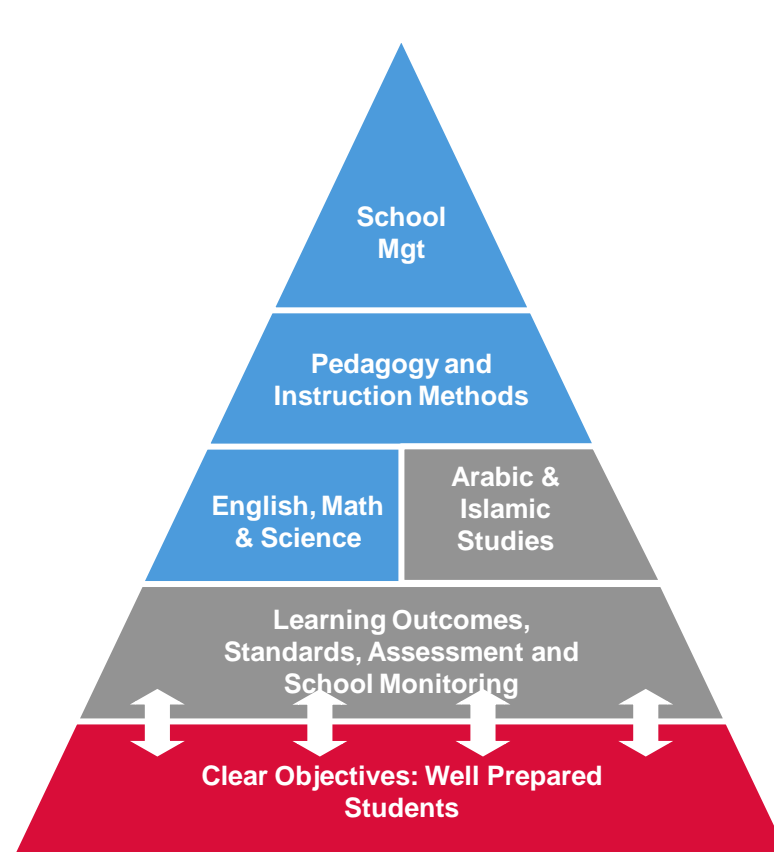 School
Mgt
Pedagogy and
Instruction Methods
English, Math
& Science
Arabic &
Islamic
Studies
Learning Outcomes,
Standards, Assessment and
School Monitoring
Clear Objectives: Well Prepared
Students